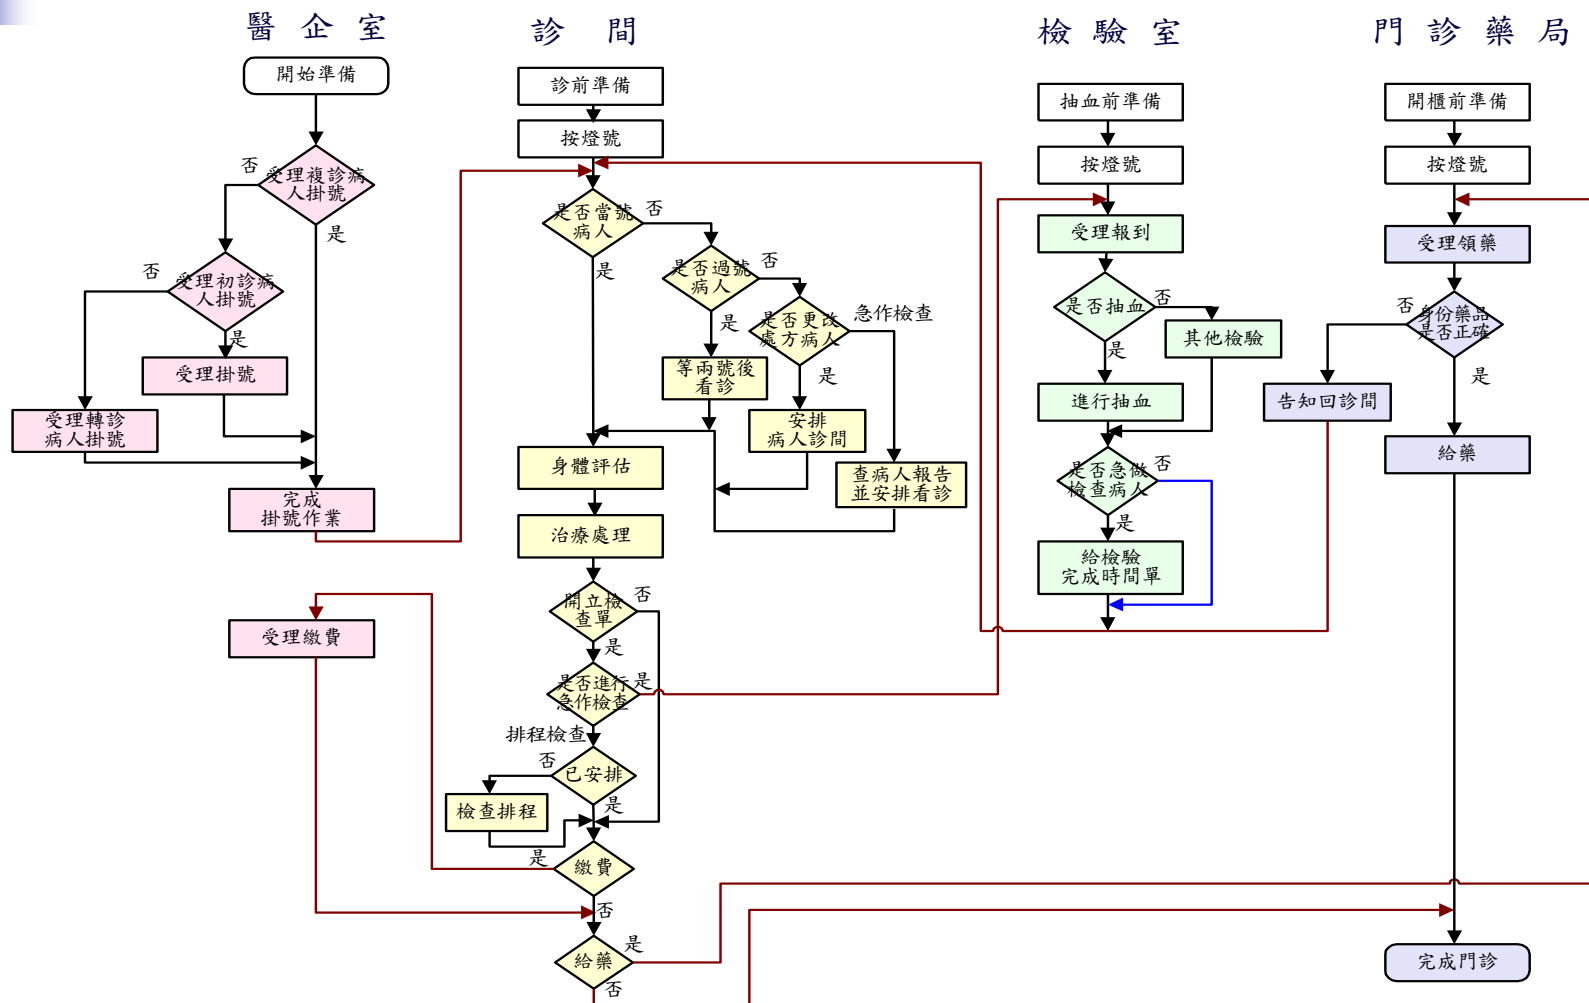 醫企室
診間
檢驗室
門診藥局
開始準備
否
受理複診病
人掛號
是
否
受理初診病
人掛號
是
受理掛號
受理轉診
病人掛號
完成
掛號作業
受理繳費
診前準備
按燈號
是否當號
病人
否
是
是否過號
病人
否
是
是否更改
處方病人
急作檢查
是
等兩號後
看診
安排
病人診間
查病人報告
並安排看診
身體評估
治療處理
開立檢
查單
否
是
是否進行
急作檢查
是
排程檢查
否
已安排
是
檢查排程
是
繳費
否
給藥
是
否
抽血前準備
按燈號
受理報到
是否抽血
否
是
其他檢驗
進行抽血
是否急做
檢查病人
否
是
給檢驗
完成時間單
開櫃前準備
按燈號
受理領藥
否
身份藥品
是否正確
是
告知回診間
給藥
完成門診